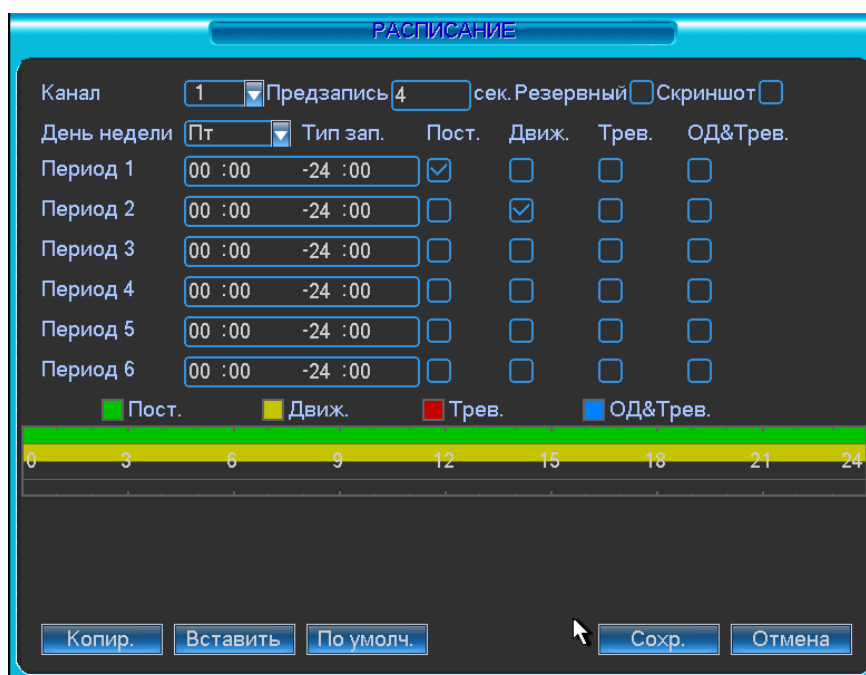 РАСПИСАНИЕ
Канал 1 Предзапись 4 сек. Резервный Скриншот
День недели Пт Тип зап. Пост. Движ. Трев. ОД&Трев.
Период 1 00 :00 -24 :00
Период 2 00 :00 -24 :00
Период 3 00 :00 -24 :00
Период 4 00 :00 -24 :00
Период 5 00 :00 -24 :00
Период 6 00 :00 -24 :00
Пост. Движ. Трев. ОД&Трев.
0 3 6 9 12 15 18 21 24
Копир. Вставить По умолч. Сохр. Отмена